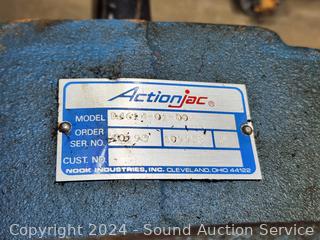 Actionjac ®
MODEL
ORDER
SER. NO.
CUST. NO.
NOOK INDUSTRIES, INC. CLEVELAND, OHIO 44122
Copyright © 2024 - Sound Auction Service